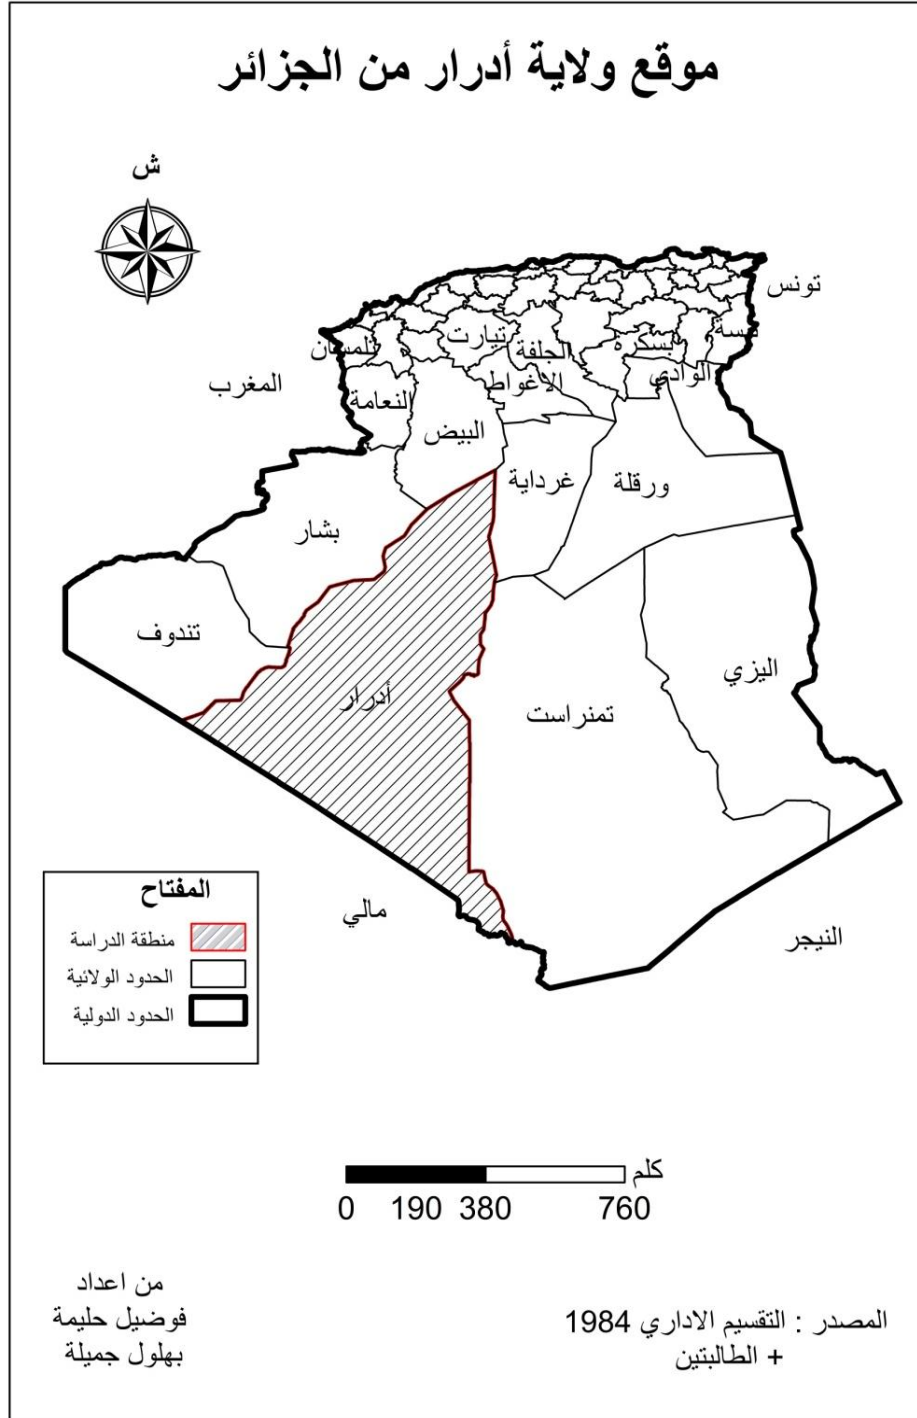 موقع ولاية أدرار من الجزائر
ش
تونس
تبسة
تيارت
بسكرة
تلمسان
الجلفة
الوادي
المغرب
الاغواط
النعامة
البيض
غرداية
ورقلة
بشار
تندوف
اليزي
أدرار
تمنراست
المفتاح
منطقة الدراسة
الحدود الولائية
الحدود الدولية
مالي
النيجر
كلم
0 190 380 760
من اعداد
فوضيل حليمة
بهلول جميلة
المصدر : التقسيم الاداري 1984
+ الطالبتين